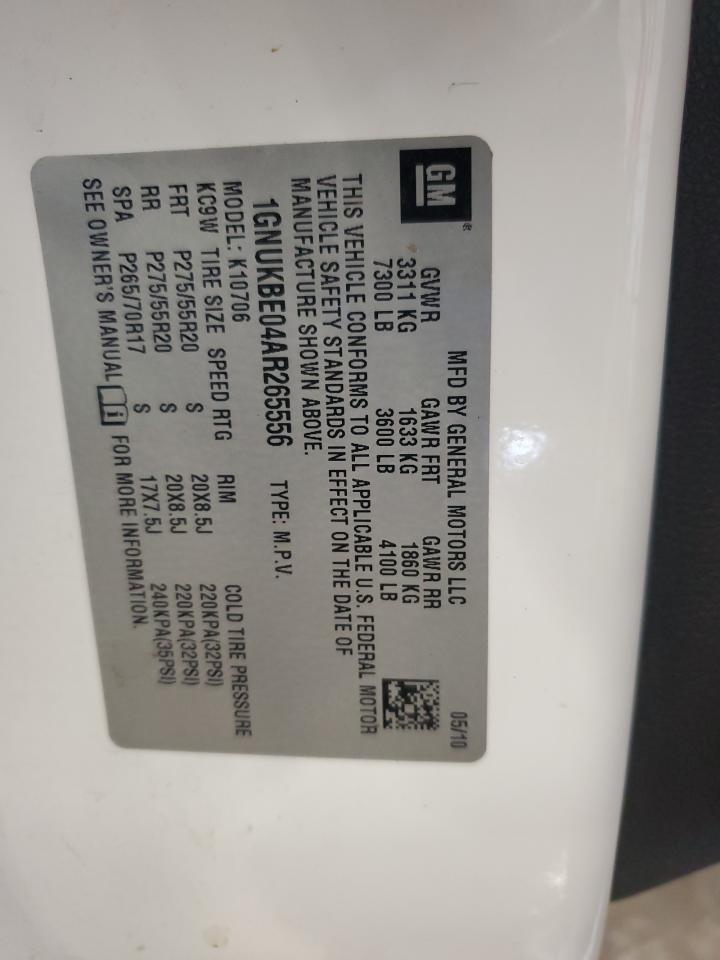 GM®
MFD BY GENERAL MOTORS LLC 05/10
GVWR GAWR FRT GAWR RR
3311 KG 1633 KG 1860 KG
7300 LB 3600 LB 4100 LB
THIS VEHICLE CONFORMS TO ALL APPLICABLE U.S. FEDERAL MOTOR
VEHICLE SAFETY STANDARDS IN EFFECT ON THE DATE OF
MANUFACTURE SHOWN ABOVE.
1GNUKBE04AR265556 TYPE: M.P.V.
MODEL: K10706
KC9W TIRE SIZE SPEED RTG RIM COLD TIRE PRESSURE
FRT P275/55R20 S 20X8.5J 220KPA(32PSI)
RR P275/55R20 S 20X8.5J 220KPA(32PSI)
SPA P265/70R17 S 17X7.5J 240KPA(35PSI)
SEE OWNER'S MANUAL FOR MORE INFORMATION.